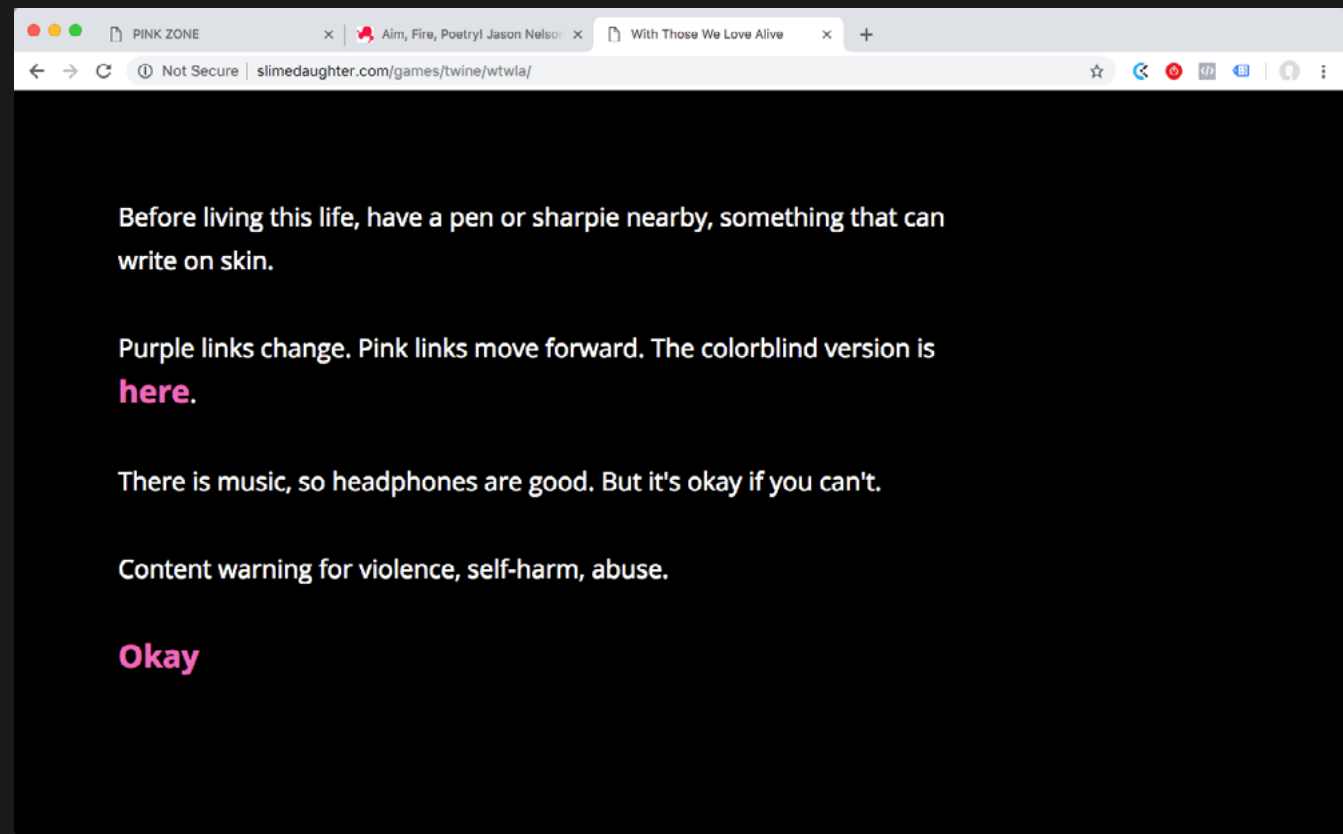 PINK ZONE
Aim, Fire, Poetry! Jason Nelson
With Those We Love Alive
Not Secure
slimedaughter.com/games/twine/wtwla/
Before living this life, have a pen or sharpie nearby, something that can
write on skin.
Purple links change. Pink links move forward. The colorblind version is
here.
There is music, so headphones are good. But it's okay if you can't.
Content warning for violence, self-harm, abuse.
Okay